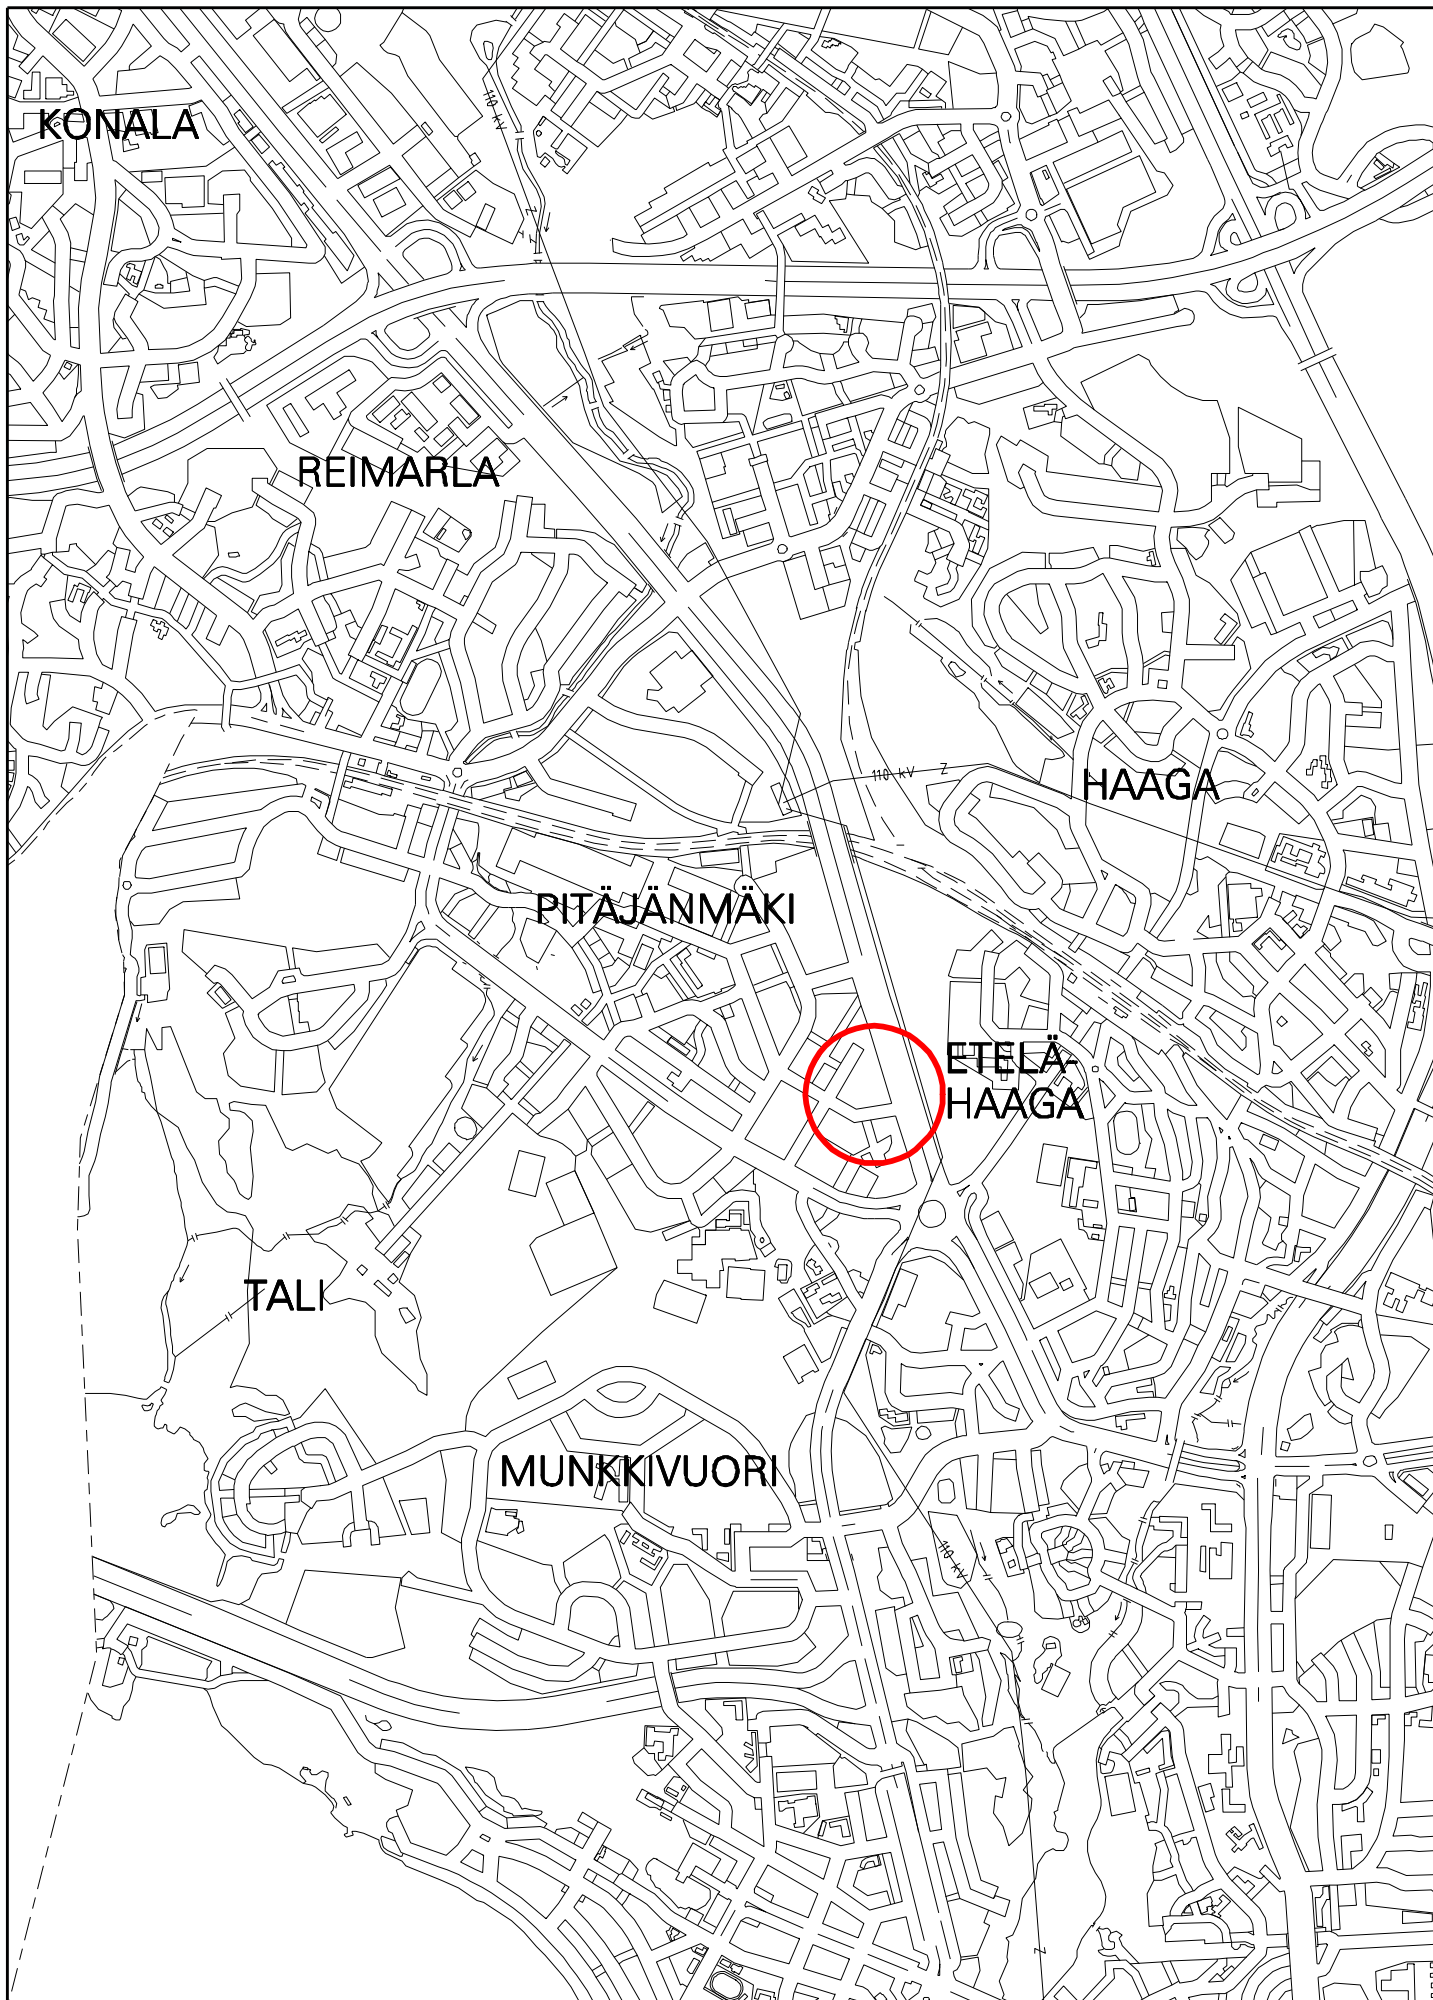 110 kV
KONALA
Z
REIMARLA
110 kV
Z
HAAGA
PITÄJÄNMÄKI
ETELÄ-
HAAGA
TALI
MUNKKIVUORI
110 kV
Z